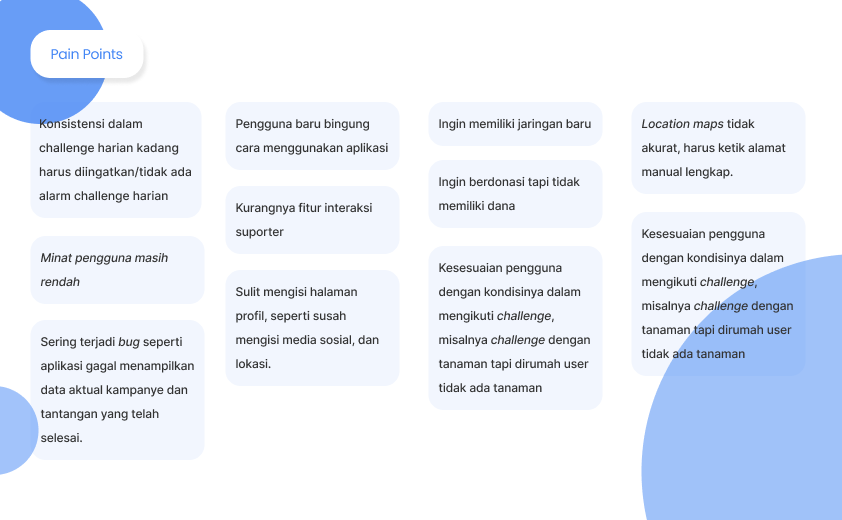 Pain Points
Konsistensi dalam
challenge harian kadang
harus diingatkan/tidak ada
alarm challenge harian
Minat pengguna masih
rendah
Sering terjadi bug seperti
aplikasi gagal menampilkan
data aktual kampanye dan
tantangan yang telah
selesai.
Pengguna baru bingung
cara menggunakan aplikasi
Kurangnya fitur interaksi
suporter
Sulit mengisi halaman
profil, seperti susah
mengisi media sosial, dan
lokasi.
Ingin memiliki jaringan baru
Ingin berdonasi tapi tidak
memiliki dana
Kesesuaian pengguna
dengan kondisinya dalam
mengikuti challenge,
misalnya challenge dengan
tanaman tapi dirumah user
tidak ada tanaman
Location maps tidak
akurat, harus ketik alamat
manual lengkap.
Kesesuaian pengguna
dengan kondisinya dalam
mengikuti challenge,
misalnya challenge dengan
tanaman tapi dirumah user
tidak ada tanaman